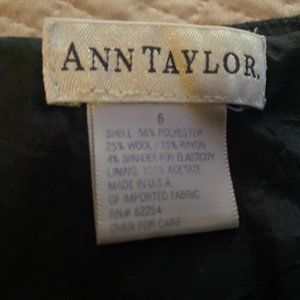 ANN TAYLOR.
6
SHELL: 56% POLYESTER
25% WOOL / 15% RAYON
4% SPANDEX FOR ELASTICITY
LINING: 100% ACETATE
MADE IN U.S.A
OF IMPORTED FABRIC
RN# 62254
OVER FOR CARE